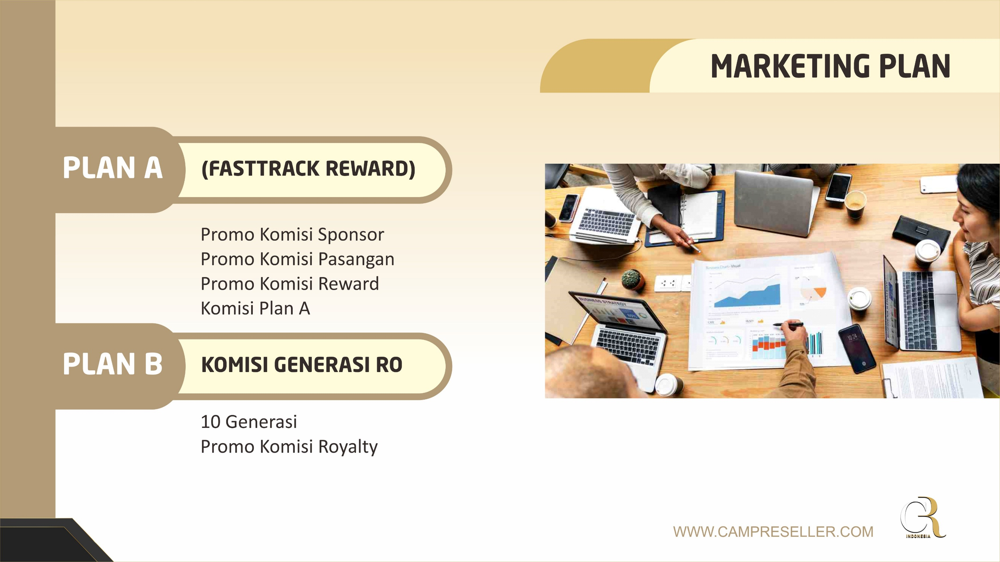 MARKETING PLAN
PLAN A
(FASTTRACK REWARD)
Promo Komisi Sponsor
Promo Komisi Pasangan
Promo Komisi Reward
Komisi Plan A
PLAN B
KOMISI GENERASI RO
10 Generasi
Promo Komisi Royalty
Business Chart - Visual
BUSINESS STRATEGY
10:24
WWW.CAMPRESELLER.COM
CR
INDONESIA